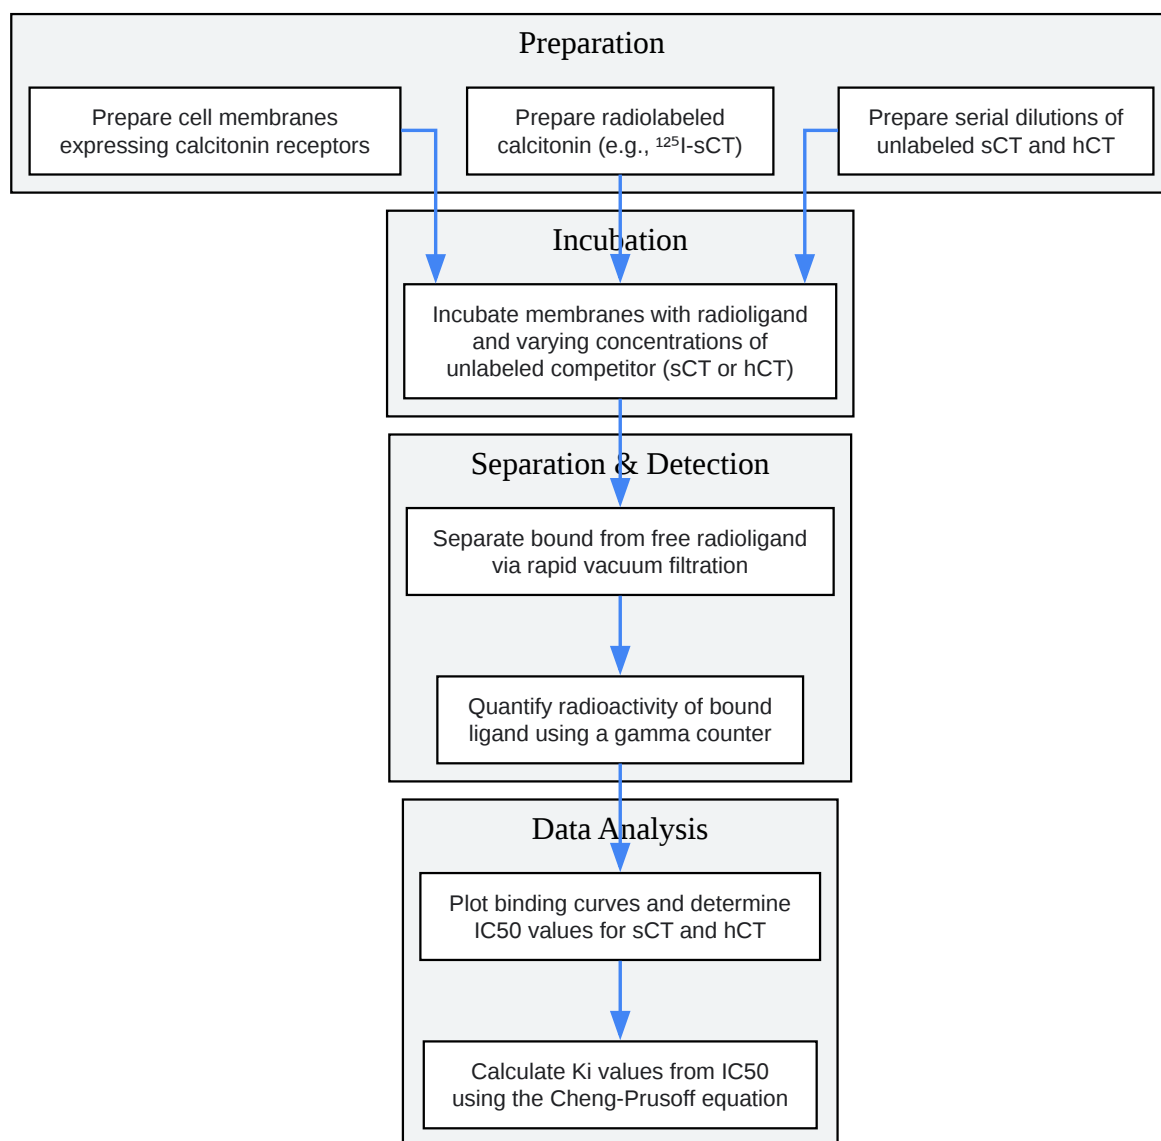 Preparation
Prepare cell membranes
expressing calcitonin receptors
Prepare radiolabeled
calcitonin (e.g., ¹²⁵I-sCT)
Prepare serial dilutions of
unlabeled sCT and hCT
Incubation
Incubate membranes with radioligand
and varying concentrations of
unlabeled competitor (sCT or hCT)
Separation & Detection
Separate bound from free radioligand
via rapid vacuum filtration
Quantify radioactivity of bound
ligand using a gamma counter
Data Analysis
Plot binding curves and determine
IC50 values for sCT and hCT
Calculate Ki values from IC50
using the Cheng-Prusoff equation